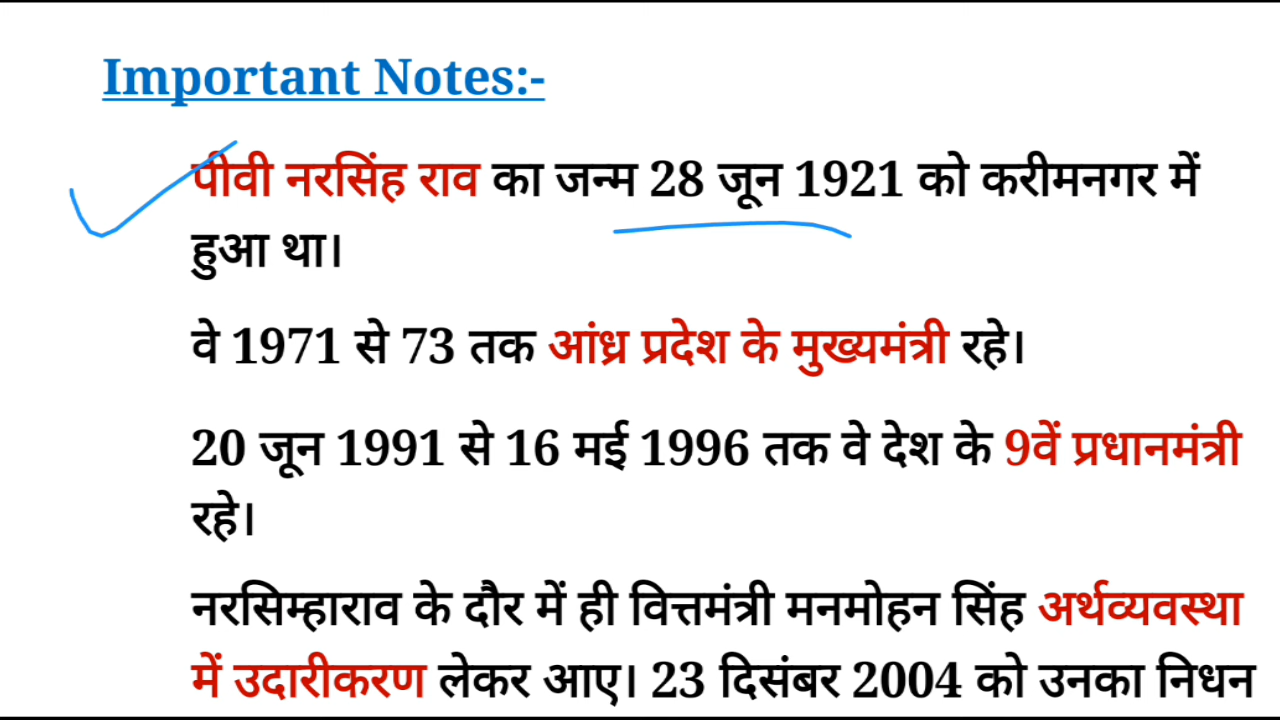 Important Notes:-
पीवी नरसिंह राव का जन्म 28 जून 1921 को करीमनगर में
हुआ था।
वे 1971 से 73 तक आंध्र प्रदेश के मुख्यमंत्री रहे।
20 जून 1991 से 16 मई 1996 तक वे देश के 9वें प्रधानमंत्री
रहे।
नरसिम्हाराव के दौर में ही वित्तमंत्री मनमोहन सिंह अर्थव्यवस्था
में उदारीकरण लेकर आए। 23 दिसंबर 2004 को उनका निधन